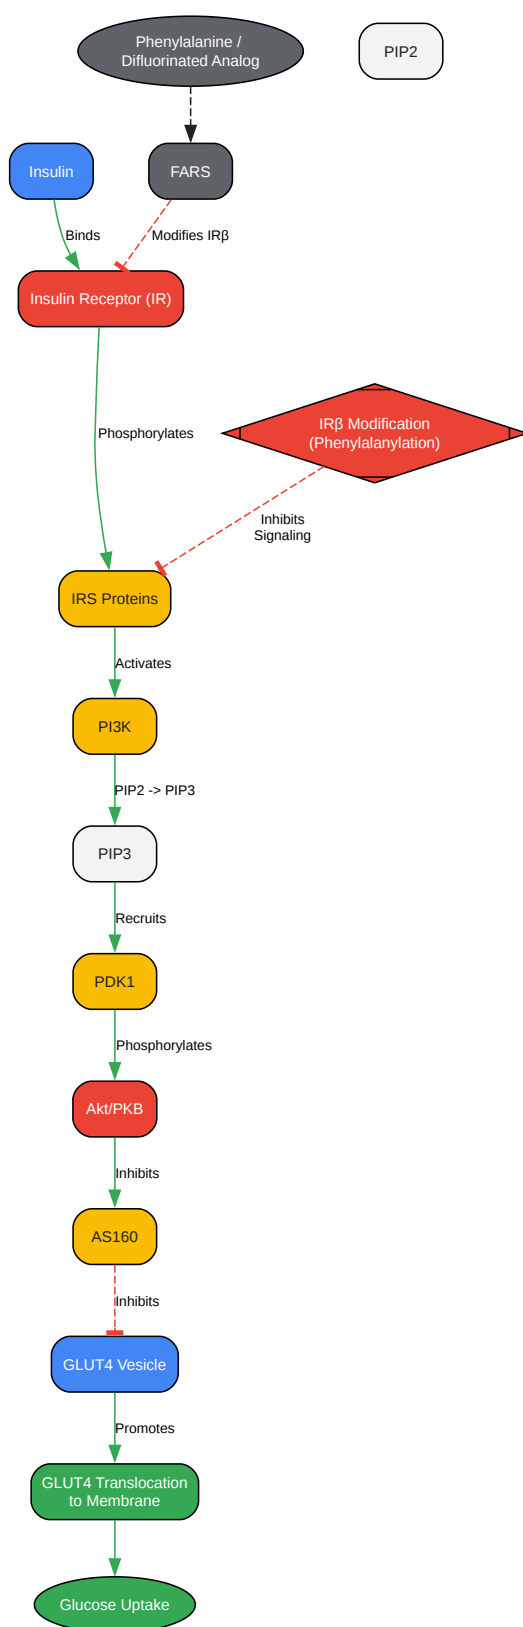 Phenylalanine /
Difluorinated Analog
PIP2
Insulin
FARS
Binds
Modifies IRβ
Insulin Receptor (IR)
IRβ Modification
(Phenylalanylation)
Phosphorylates
Inhibits
Signaling
IRS Proteins
Activates
PI3K
PIP2 -> PIP3
PIP3
Recruits
PDK1
Phosphorylates
Akt/PKB
Inhibits
AS160
Inhibits
GLUT4 Vesicle
Promotes
GLUT4 Translocation
to Membrane
Glucose Uptake